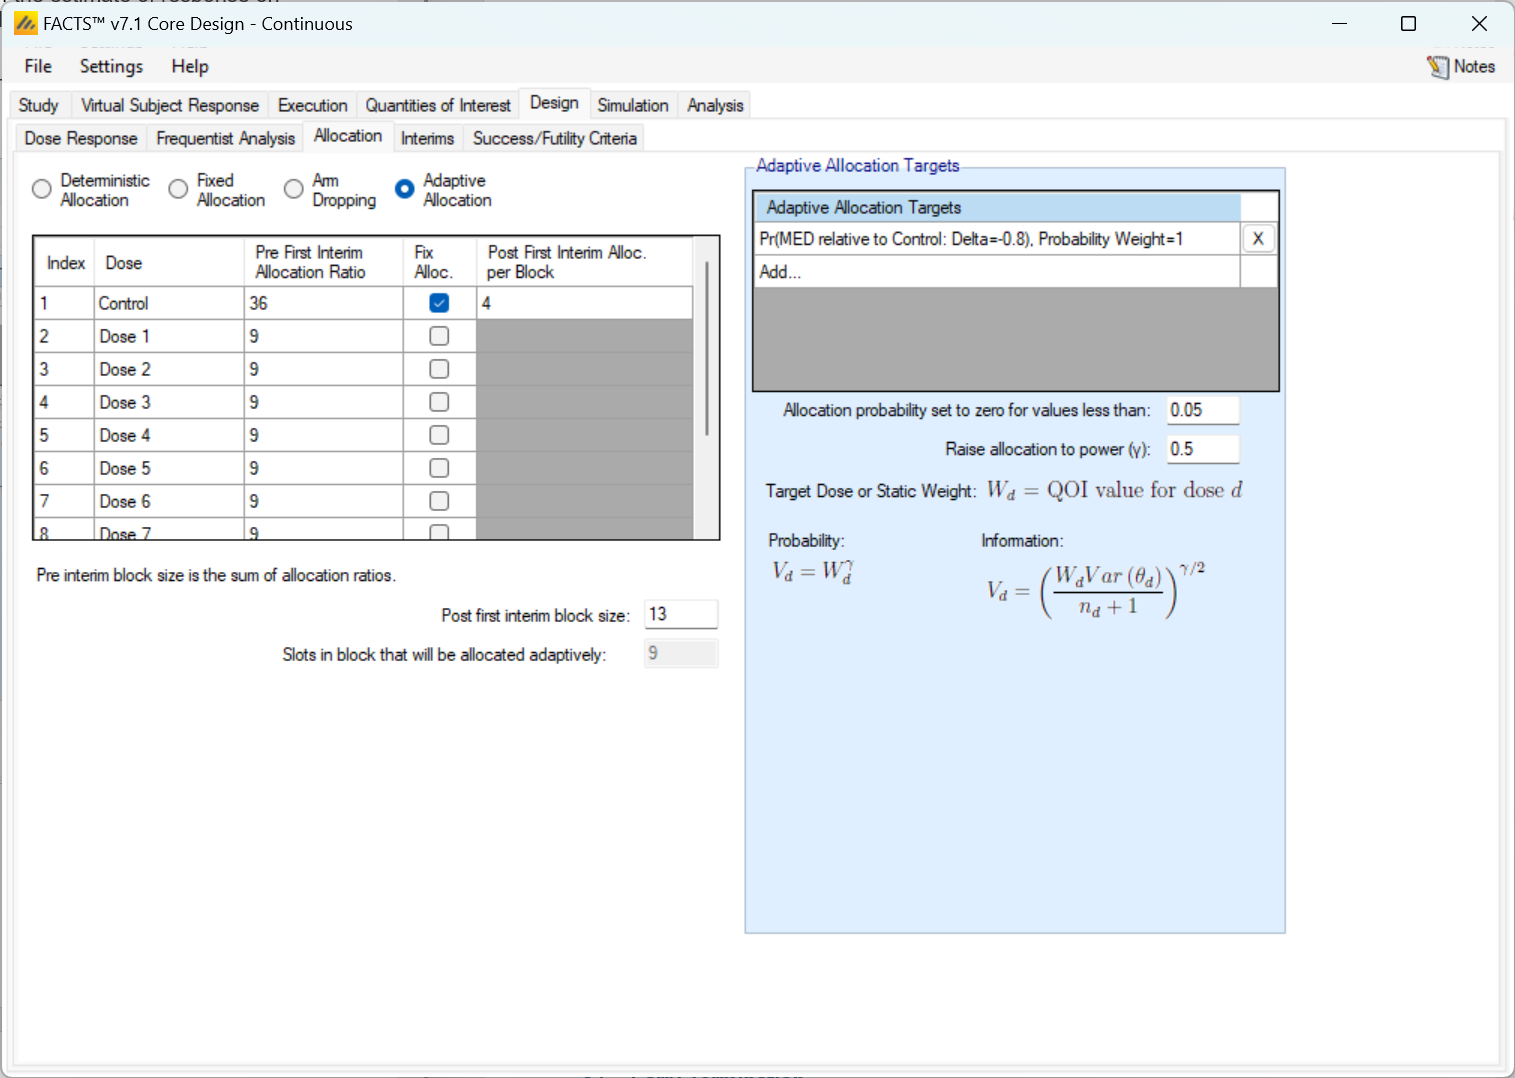 FACTS™ v7.1 Core Design - Continuous
File Settings Help Notes
Study Virtual Subject Response Execution Quantities of Interest Design Simulation Analysis
Dose Response Frequentist Analysis Allocation Interims Success/Futility Criteria
Deterministic Allocation
Fixed Allocation
Arm Dropping
Adaptive Allocation
Index Dose Pre First Interim Allocation Ratio Fix Alloc. Post First Interim Alloc. per Block
1 Control 36 4
2 Dose 1 9
3 Dose 2 9
4 Dose 3 9
5 Dose 4 9
6 Dose 5 9
7 Dose 6 9
8 Dose 7 9
Pre interim block size is the sum of allocation ratios.
Post first interim block size: 13
Slots in block that will be allocated adaptively: 9
Adaptive Allocation Targets
Adaptive Allocation Targets
Pr(MED relative to Control: Delta=-0.8), Probability Weight=1 X
Add...
Allocation probability set to zero for values less than: 0.05
Raise allocation to power (γ): 0.5
Target Dose or Static Weight: W_d = QOI value for dose d
Probability: Information:
V_d = W_d^γ V_d = (W_d Var (θ_d) / n_d + 1)^γ/2